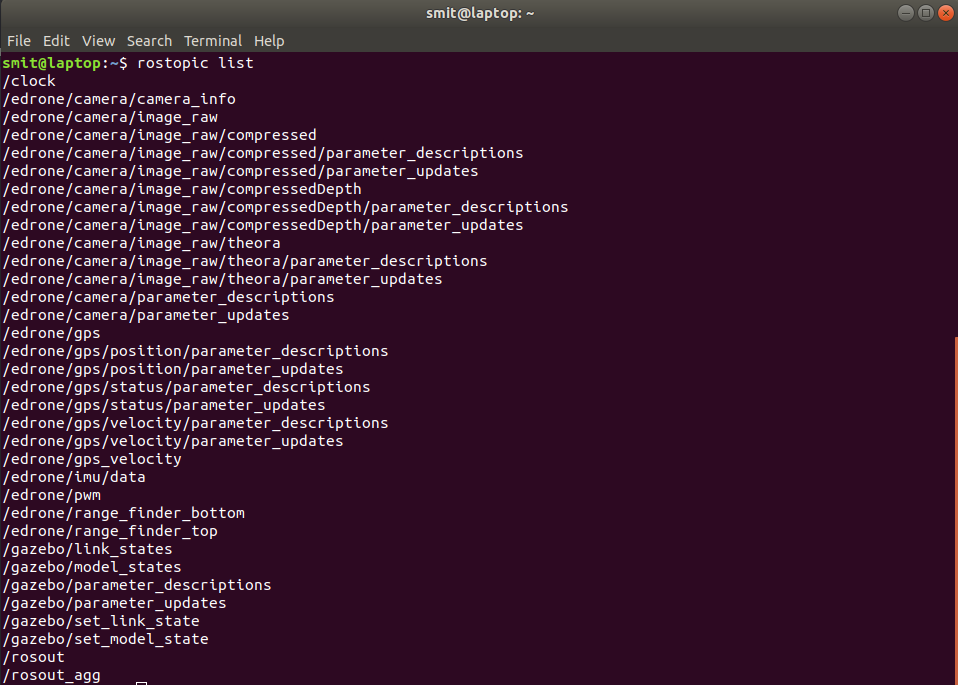 smit@laptop: ~
File Edit View Search Terminal Help
smit@laptop:~$ rostopic list
/clock
/edrone/camera/camera_info
/edrone/camera/image_raw
/edrone/camera/image_raw/compressed
/edrone/camera/image_raw/compressed/parameter_descriptions
/edrone/camera/image_raw/compressed/parameter_updates
/edrone/camera/image_raw/compressedDepth
/edrone/camera/image_raw/compressedDepth/parameter_descriptions
/edrone/camera/image_raw/compressedDepth/parameter_updates
/edrone/camera/image_raw/theora
/edrone/camera/image_raw/theora/parameter_descriptions
/edrone/camera/image_raw/theora/parameter_updates
/edrone/camera/parameter_descriptions
/edrone/camera/parameter_updates
/edrone/gps
/edrone/gps/position/parameter_descriptions
/edrone/gps/position/parameter_updates
/edrone/gps/status/parameter_descriptions
/edrone/gps/status/parameter_updates
/edrone/gps/velocity/parameter_descriptions
/edrone/gps/velocity/parameter_updates
/edrone/gps_velocity
/edrone/imu/data
/edrone/pwm
/edrone/range_finder_bottom
/edrone/range_finder_top
/gazebo/link_states
/gazebo/model_states
/gazebo/parameter_descriptions
/gazebo/parameter_updates
/gazebo/set_link_state
/gazebo/set_model_state
/rosout
/rosout_agg